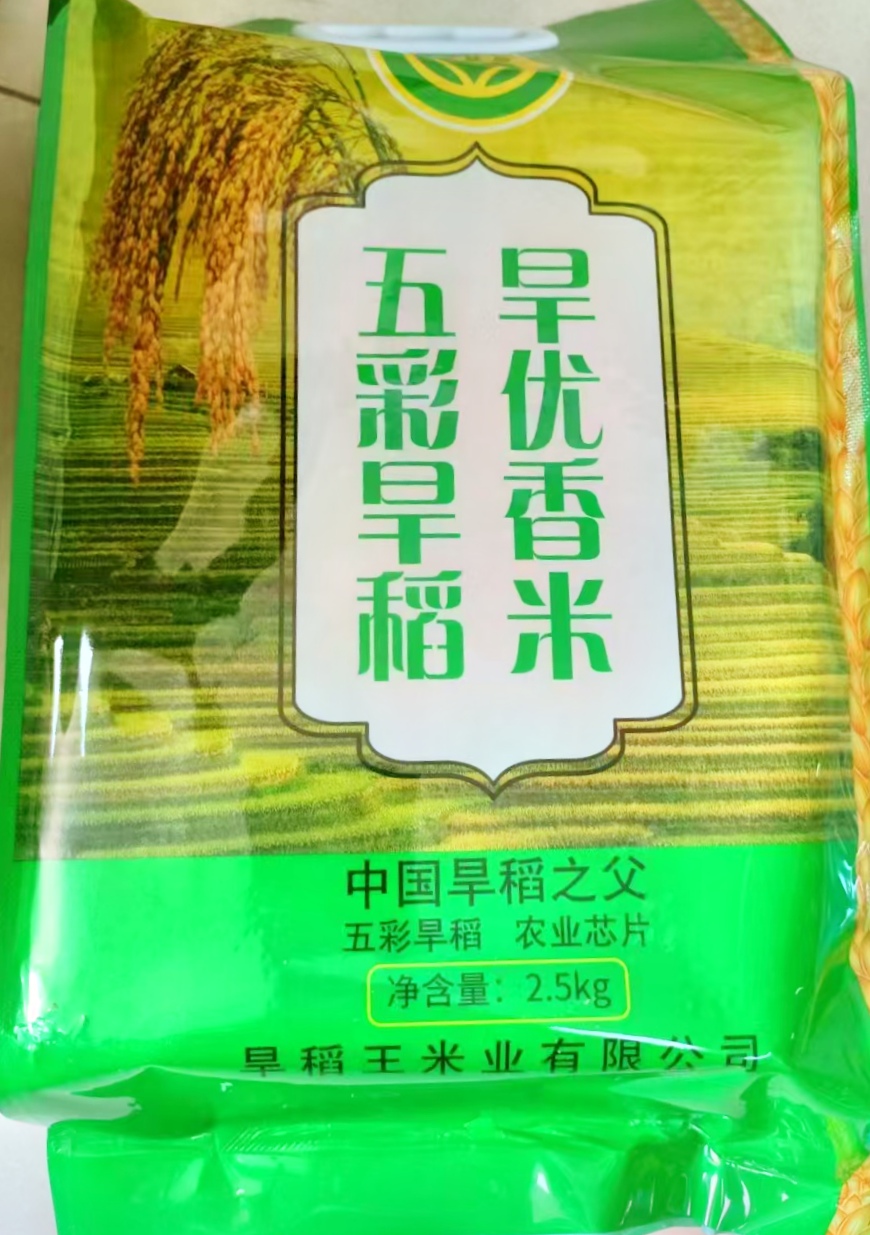 旱优香米
五彩旱稻
中国旱稻之父
五彩旱稻 农业芯片
净含量：2.5kg
旱稻王米业有限公司